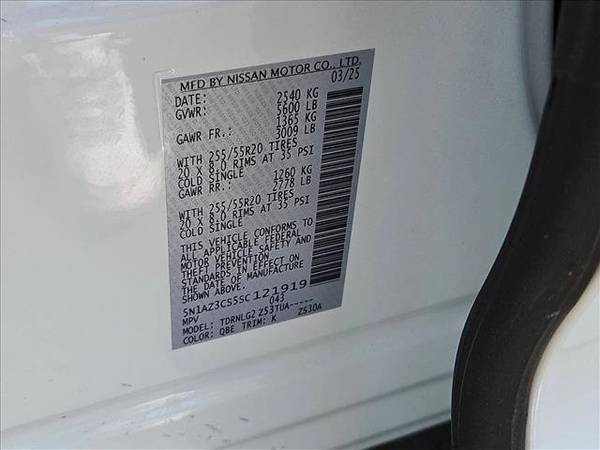 MFD BY NISSAN MOTOR CO., LTD.
DATE: 03/25
GVWR: 2540 KG
5600 LB
GAWR FR.: 1365 KG
3009 LB
WITH 255/55R20 TIRES
20 X 8.0 RIMS AT 35 PSI
COLD SINGLE
GAWR RR.: 1260 KG
2778 LB
WITH 255/55R20 TIRES
20 X 8.0 RIMS AT 35 PSI
COLD SINGLE
THIS VEHICLE CONFORMS TO
ALL APPLICABLE FEDERAL
MOTOR VEHICLE SAFETY AND
THEFT PREVENTION
STANDARDS IN EFFECT ON
THE DATE OF MANUFACTURE
SHOWN ABOVE.
5N1AZ3CS5SC121919
MPV 043
MODEL: TDRNLG2 Z53TUA-----
COLOR: QBE TRIM: K Z530A